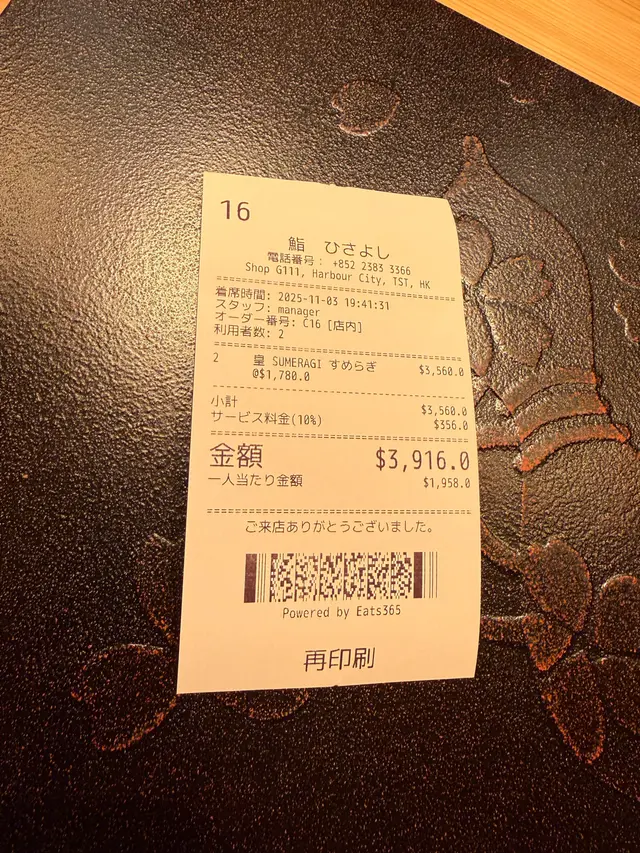 16
鮨 ひさよし
電話番号： +852 2383 3366
Shop G111, Harbour City, TST, HK
着席時間: 2025-11-03 19:41:31
スタッフ: manager
オーダー番号: C16 [店内]
利用者数: 2
2 皇 SUMERAGI すめらぎ $3,560.0
@$1,780.0
小計 $3,560.0
サービス料金(10%) $356.0
金額 $3,916.0
一人当たり金額 $1,958.0
ご来店ありがとうございました。
Powered by Eats365
再印刷